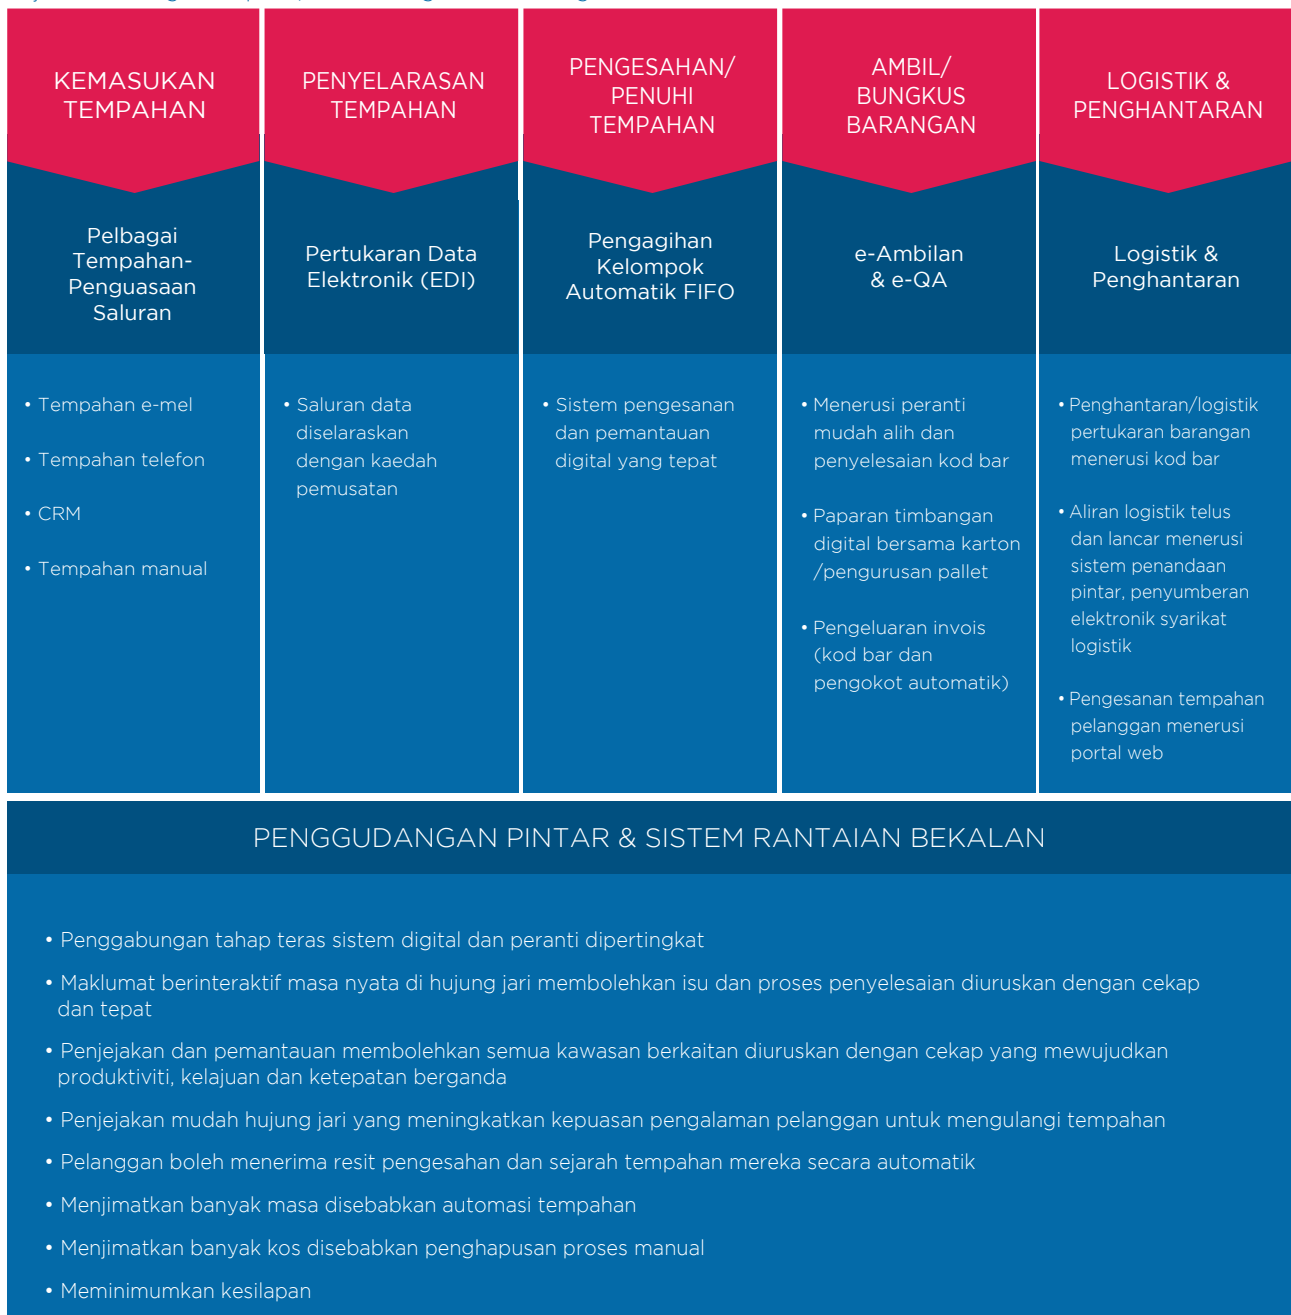 KEMASUKAN
TEMPAHAN
Pelbagai
Tempahan-
Penguasaan
Saluran
• Tempahan e-mel
• Tempahan telefon
• CRM
• Tempahan manual
PENYELARASAN
TEMPAHAN
Pertukaran Data
Elektronik (EDI)
• Saluran data
diselaraskan
dengan kaedah
pemusatan
PENGESAHAN/
PENUHI
TEMPAHAN
Pengagihan
Kelompok
Automatik FIFO
• Sistem pengesanan
dan pemantauan
digital yang tepat
AMBIL/
BUNGKUS
BARANGAN
e-Ambilan
& e-QA
• Menerusi peranti
mudah alih dan
penyelesaian kod bar
• Paparan timbangan
digital bersama karton
/pengurusan pallet
• Pengeluaran invois
(kod bar dan
pengokot automatik)
LOGISTIK &
PENGHANTARAN
Logistik &
Penghantaran
• Penghantaran/logistik
pertukaran barangan
menerusi kod bar
• Aliran logistik telus
dan lancar menerusi
sistem penandaan
pintar, penyumberan
elektronik syarikat
logistik
• Pengesanan tempahan
pelanggan menerusi
portal web
PENGGUDANGAN PINTAR & SISTEM RANTAIAN BEKALAN
• Penggabungan tahap teras sistem digital dan peranti dipertingkat
• Maklumat berinteraktif masa nyata di hujung jari membolehkan isu dan proses penyelesaian diuruskan dengan cekap
dan tepat
• Penjejakan dan pemantauan membolehkan semua kawasan berkaitan diuruskan dengan cekap yang mewujudkan
produktiviti, kelajuan dan ketepatan berganda
• Penjejakan mudah hujung jari yang meningkatkan kepuasan pengalaman pelanggan untuk mengulangi tempahan
• Pelanggan boleh menerima resit pengesahan dan sejarah tempahan mereka secara automatik
• Menjimatkan banyak masa disebabkan automasi tempahan
• Menjimatkan banyak kos disebabkan penghapusan proses manual
• Meminimumkan kesilapan